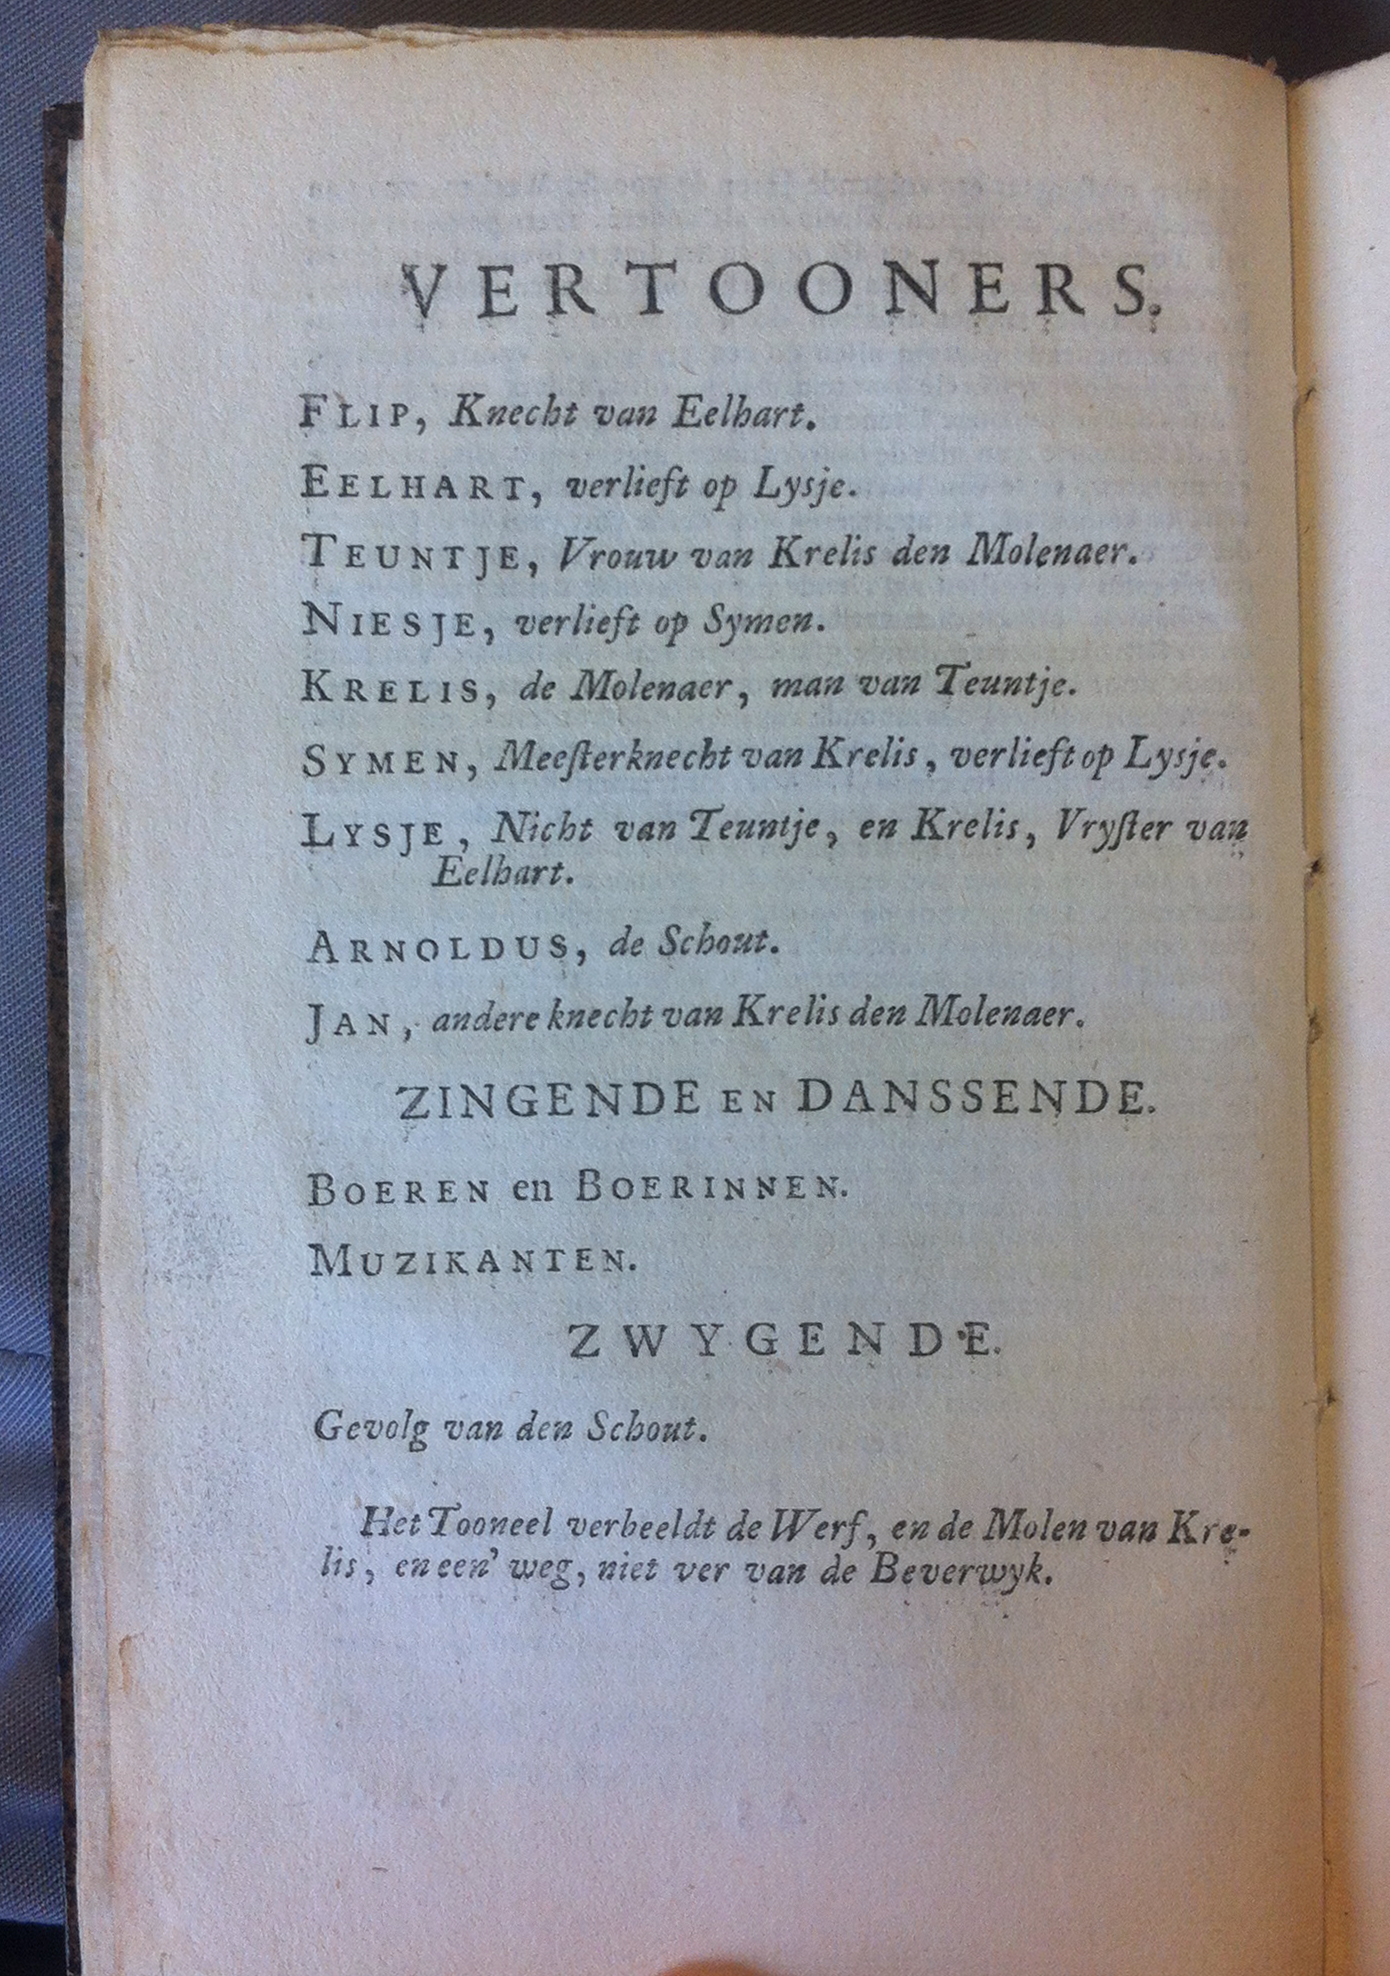 VERTOONERS.
FLIP, Knecht van Eelhart.
EELHART, verlieft op Lysje.
TEUNTJE, Vrouw van Krelis den Molenaer.
NIESJE, verlieft op Symen.
KRELIS, de Molenaer, man van Teuntje.
SYMEN, Meeſterknecht van Krelis, verlieft op Lysje.
LYSJE, Nicht van Teuntje, en Krelis, Vryſter van
Eelhart.
ARNOLDUS, de Schout.
JAN, andere knecht van Krelis den Molenaer.
ZINGENDE EN DANSSENDE.
BOEREN en BOERINNEN.
MUZIKANTEN.
ZWYGENDE.
Gevolg van den Schout.
Het Tooneel verbeeldt de Werf, en de Molen van Kre-
lis, en een' weg, niet ver van de Beverwyk.